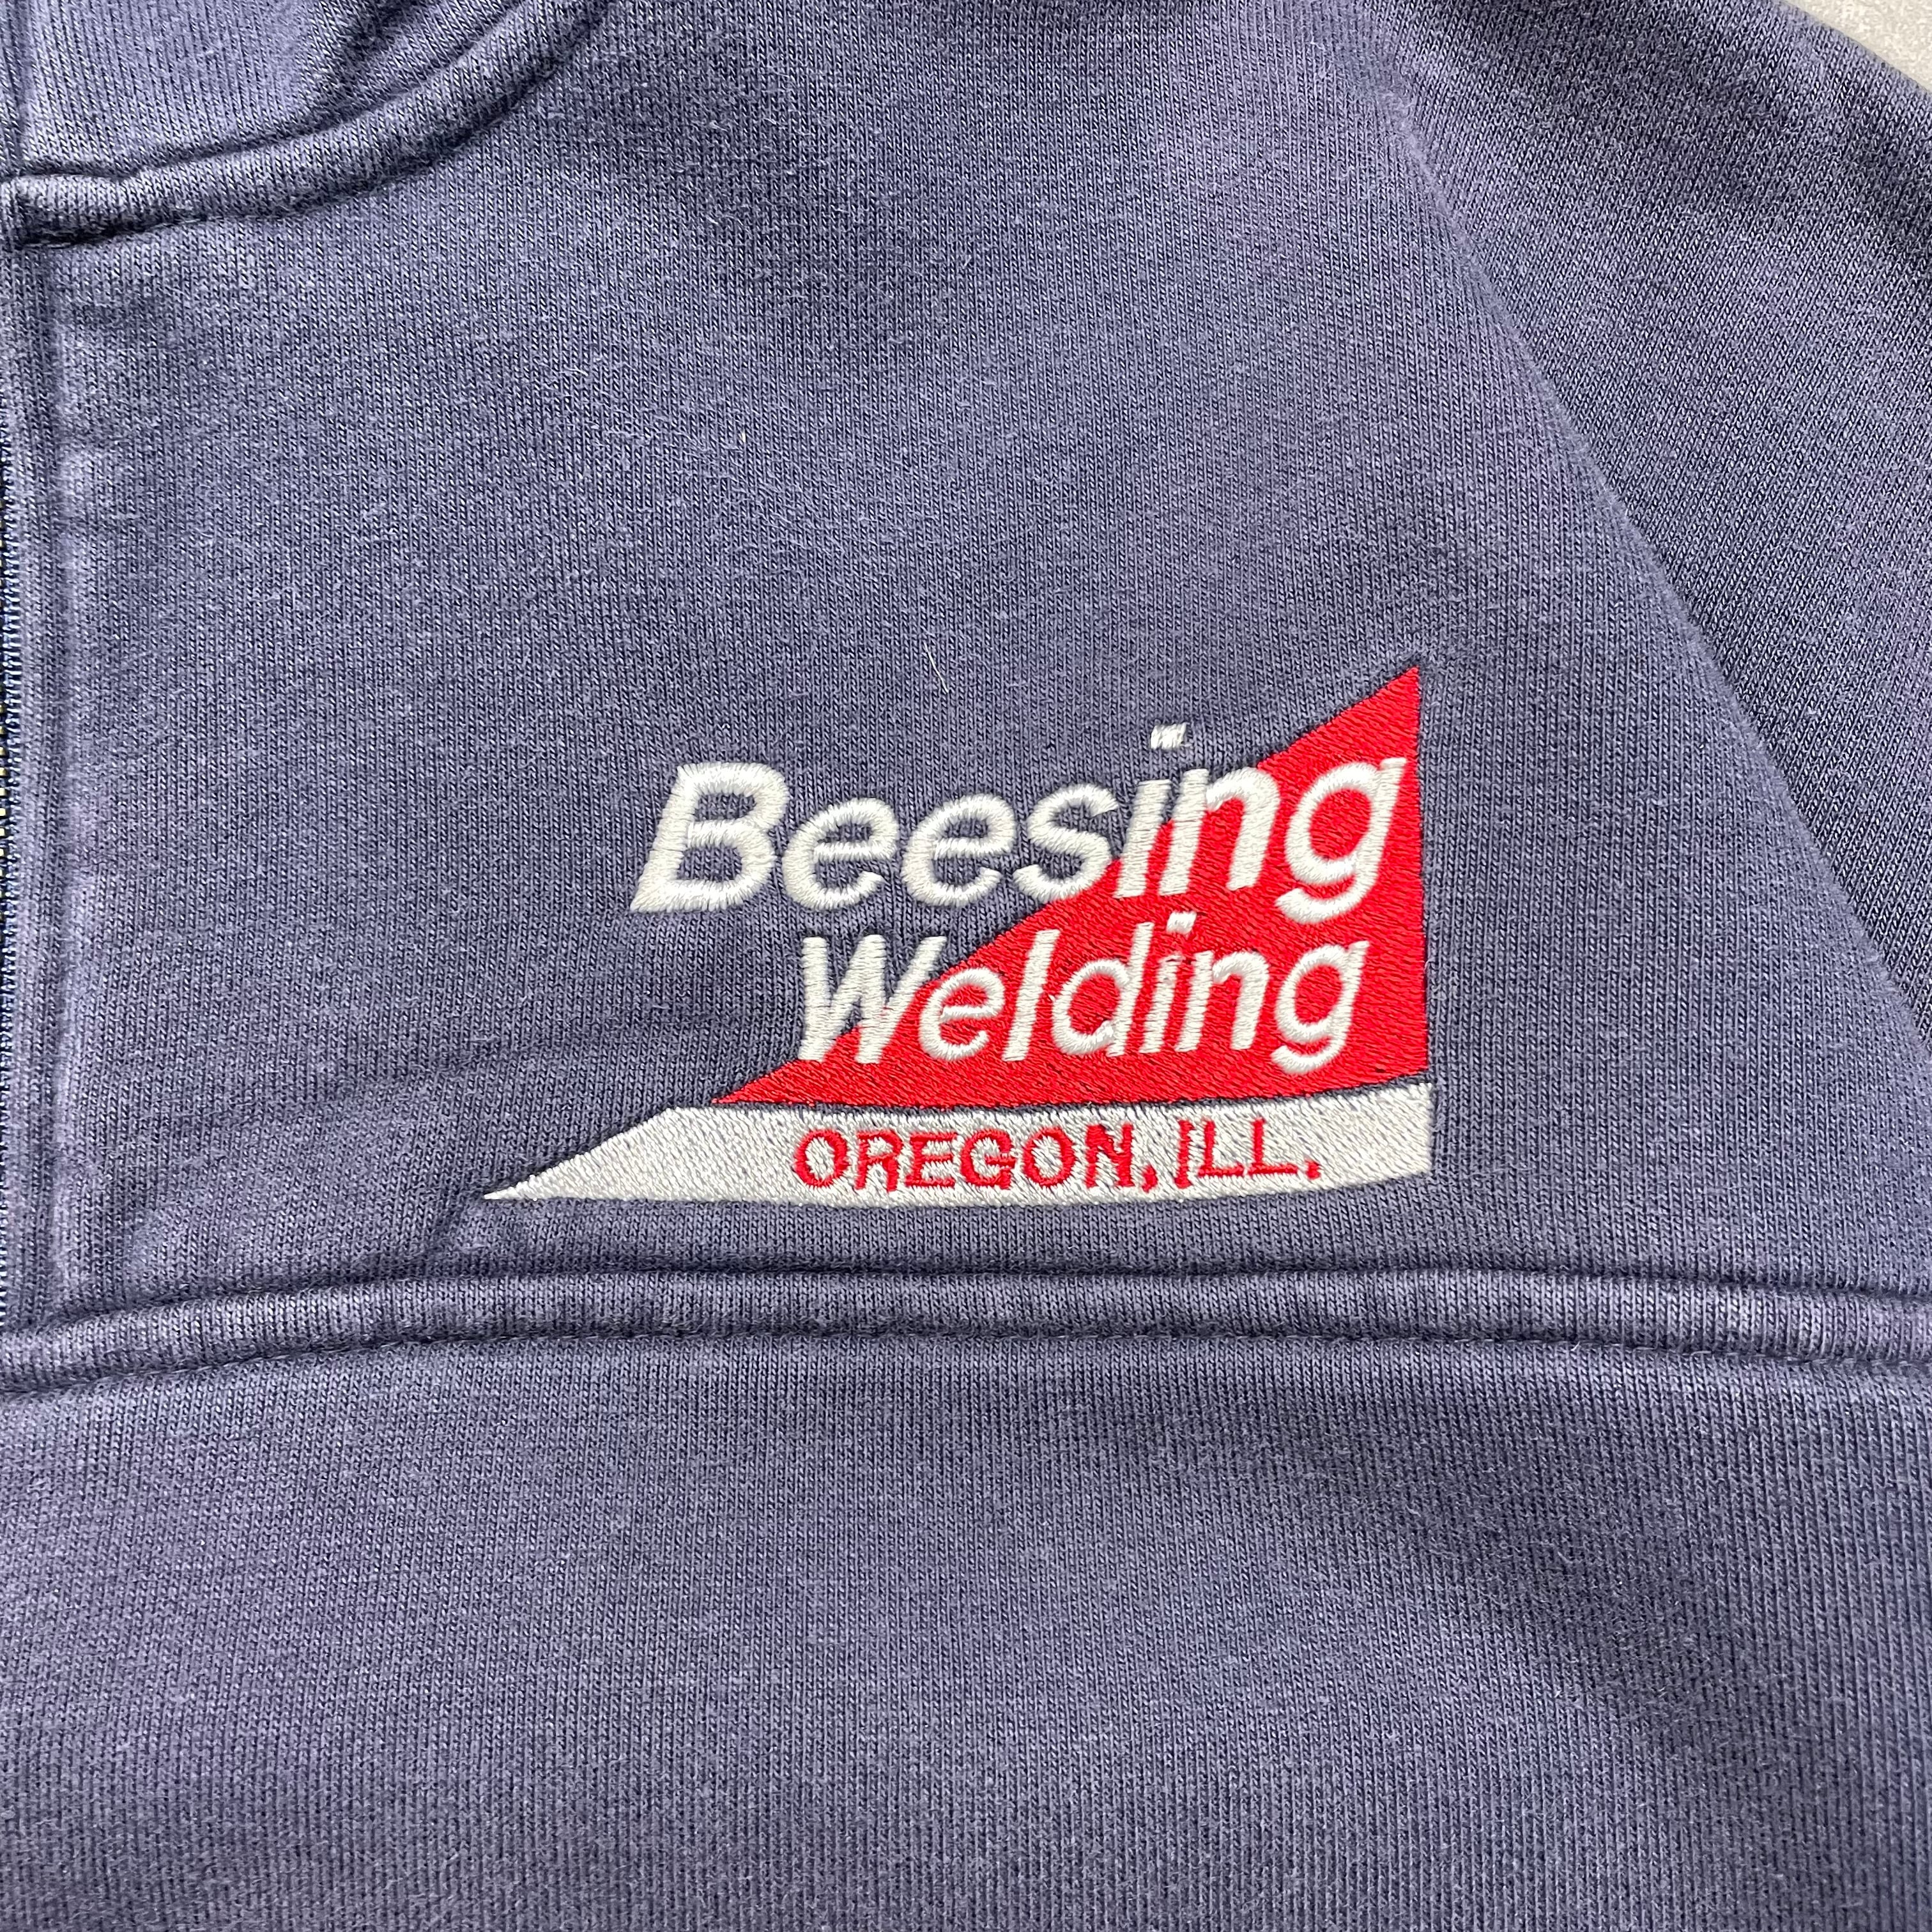 Beesing
Welding
OREGON, ILL.